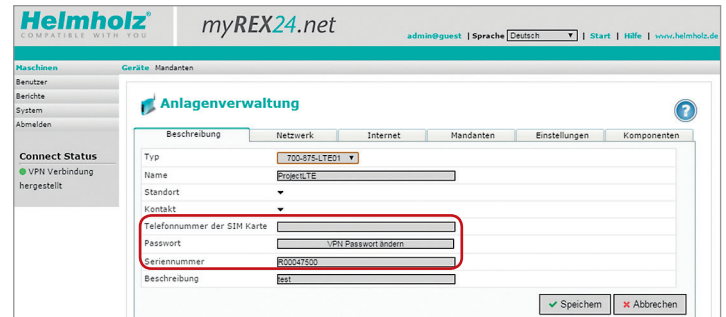 Helmholz®
COMPATIBLE WITH YOU
myREX24.net
admin@guest | Sprache Deutsch | Start | Hilfe | www.helmholz.de
Maschinen
Benutzer
Berichte
System
Abmelden
Connect Status
VPN Verbindung
hergestellt
Geräte Mandanten
Anlagenverwaltung
?
Beschreibung Netzwerk Internet Mandanten Einstellungen Komponenten
Typ 700-875-LTE01
Name ProjectLTE
Standort
Kontakt
Telefonnummer der SIM Karte
Passwort VPN Passwort ändern
Seriennummer R00047500
Beschreibung test
Speichern Abbrechen